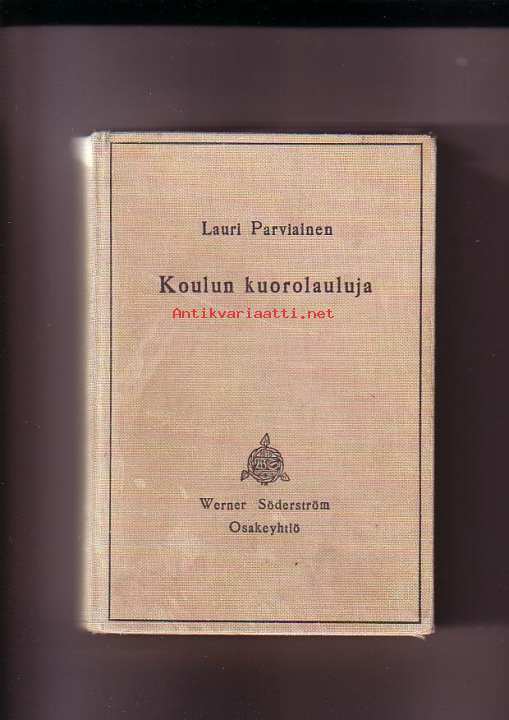 Lauri Parviainen
Koulun kuorolauluja
Antikvariaatti.net
Werner Söderström
Osakeyhtiö